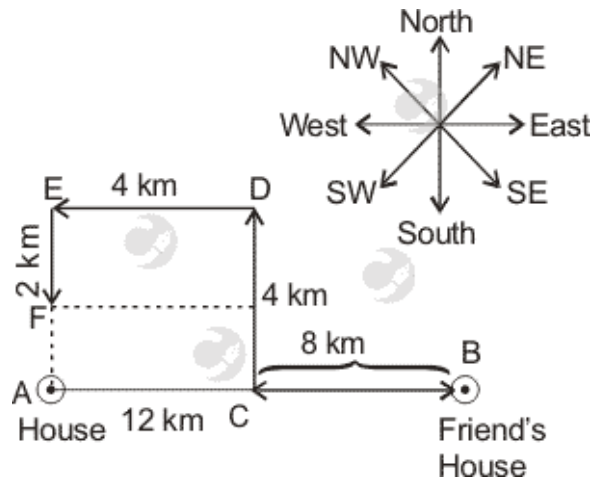 North
NW
NE
West
East
SW
SE
South
E
4 km
D
2 km
F
4 km
8 km
B
A
12 km
C
House
Friend's
House